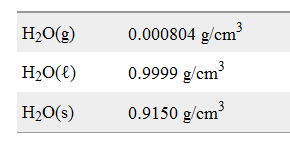 H₂O(g) 0.000804 g/cm³
H₂O(ℓ) 0.9999 g/cm³
H₂O(s) 0.9150 g/cm³